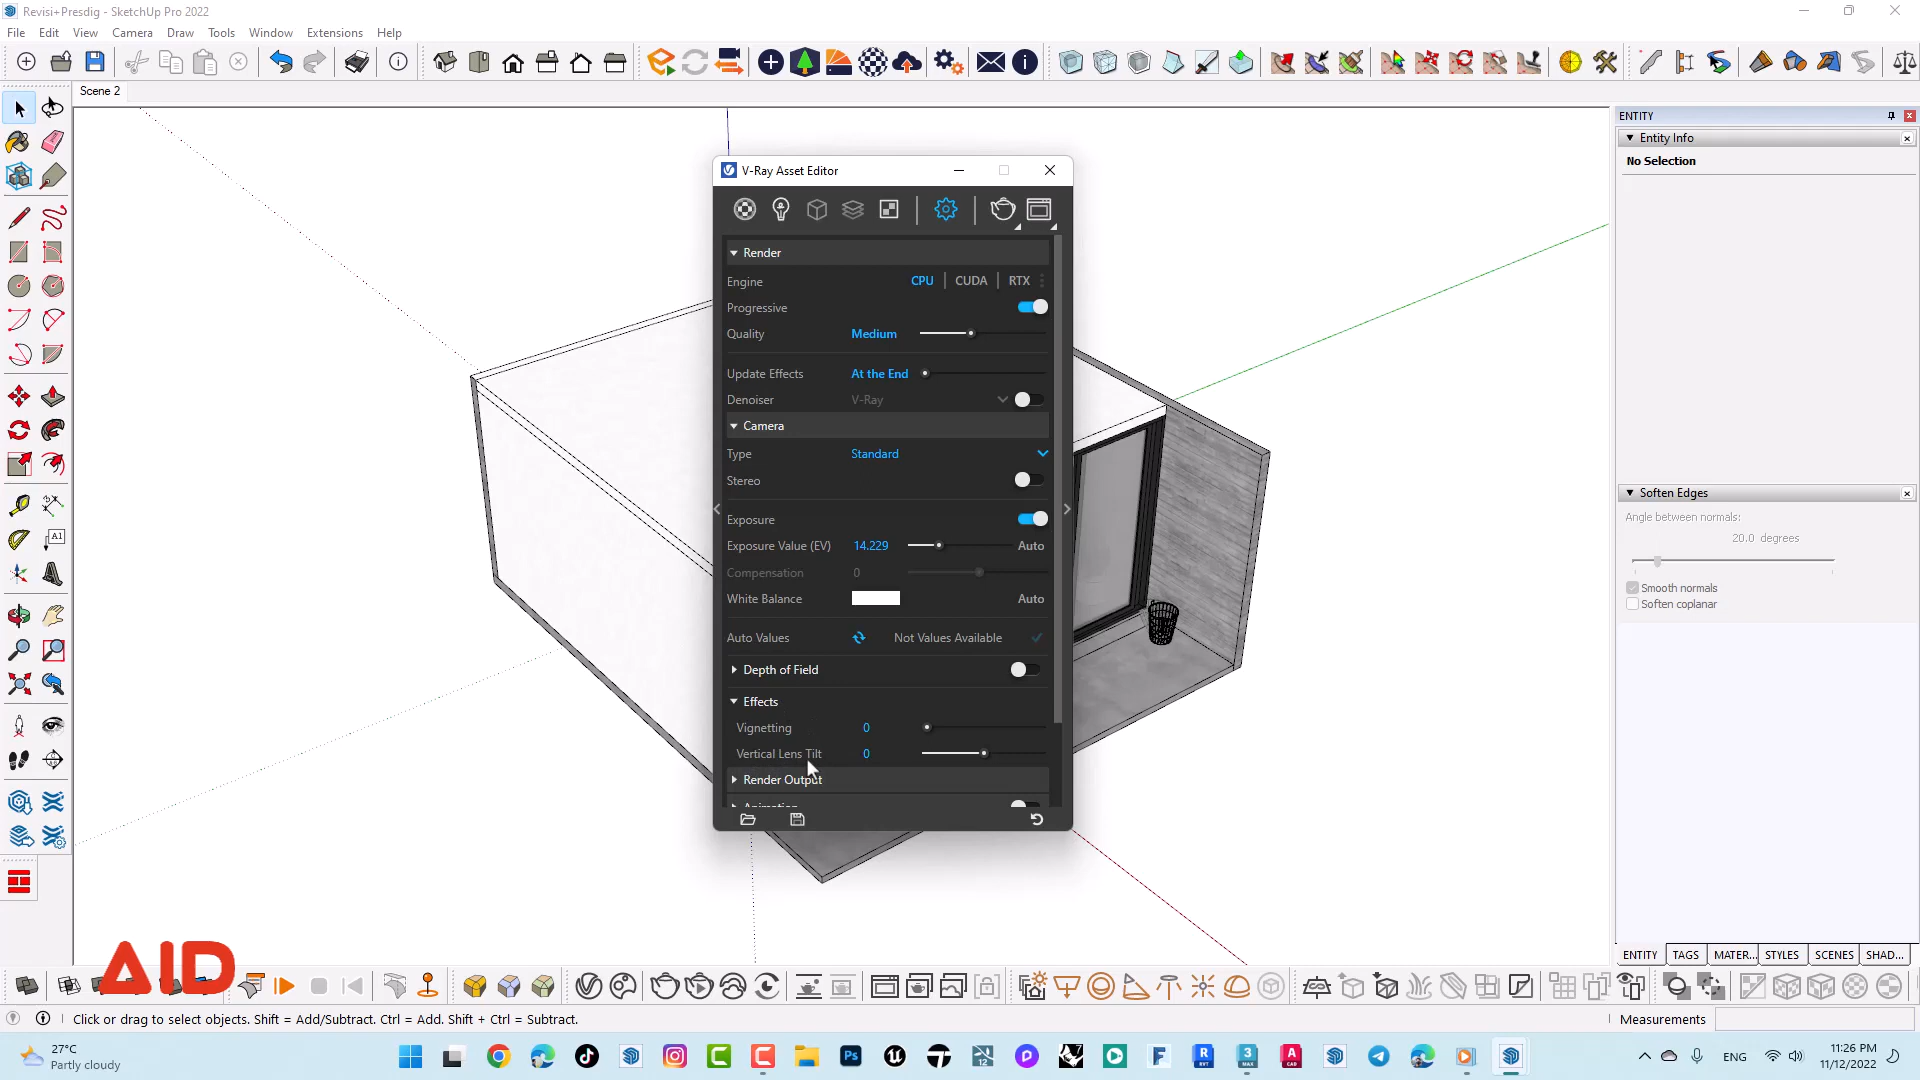 Revisi+Presdig - SketchUp Pro 2022
File Edit View Camera Draw Tools Window Extensions Help
Scene 2
V-Ray Asset Editor
Render
Engine CPU CUDA RTX
Progressive
Quality Medium
Update Effects At the End
Denoiser V-Ray
Camera
Type Standard
Stereo
Exposure
Exposure Value (EV) 14.229 Auto
Compensation 0
White Balance Auto
Auto Values Not Values Available
Depth of Field
Effects
Vignetting 0
Vertical Lens Tilt 0
Render Output
Animation
ENTITY
Entity Info
No Selection
Soften Edges
Angle between normals:
20.0 degrees
Smooth normals
Soften coplanar
ENTITY TAGS MATER... STYLES SCENES SHAD...
AID
Click or drag to select objects. Shift = Add/Subtract. Ctrl = Add. Shift + Ctrl = Subtract.
Measurements
27°C
Partly cloudy
ENG
11:26 PM
11/12/2022